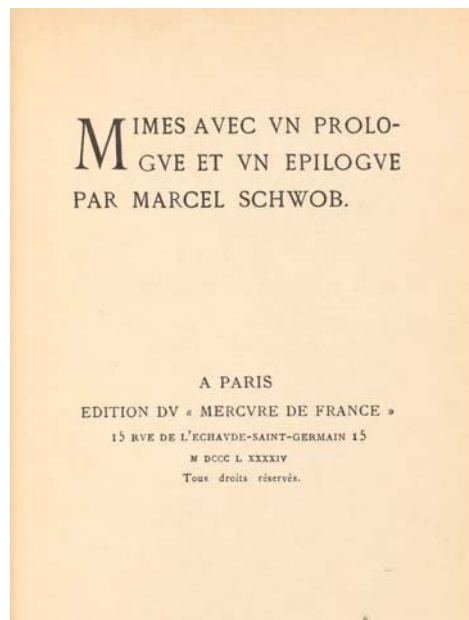 MIMES AVEC VN PROLO-
GVE ET VN EPILOGVE
PAR MARCEL SCHWOB.
A PARIS
EDITION DV « MERCVRE DE FRANCE »
15 RVE DE L'ECHAVDE-SAINT-GERMAIN 15
M DCCC L XXXXIV
Tous droits réservés.